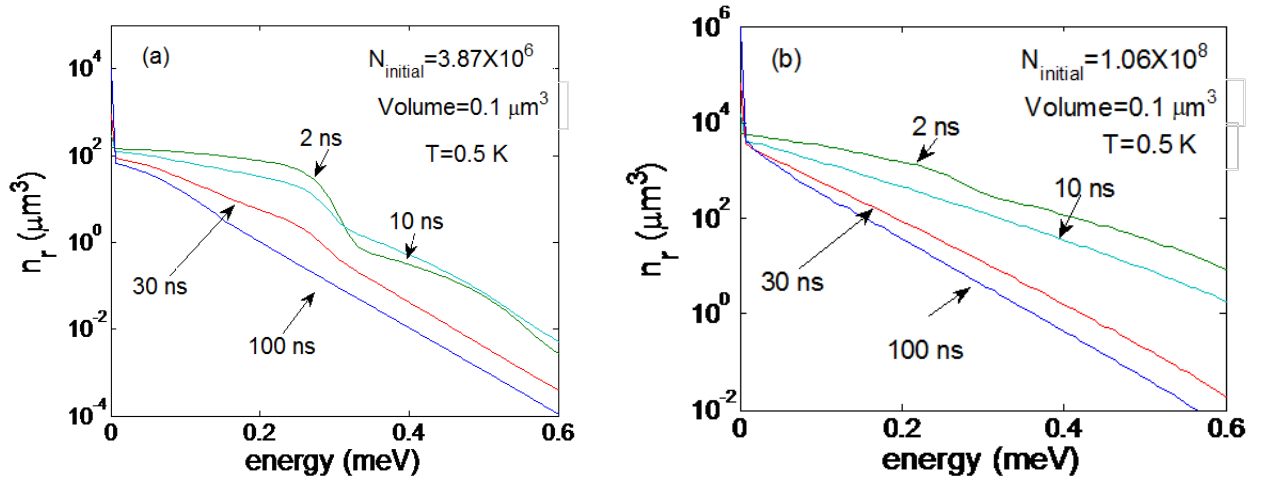 (a)
N_initial=3.87X10^6
Volume=0.1 μm^3
T=0.5 K
2 ns
10 ns
30 ns
100 ns
10^4
10^2
10^0
10^-2
10^-4
0
0.2
0.4
0.6
n_r (μm^3)
energy (meV)
(b)
N_initial=1.06X10^8
Volume=0.1 μm^3
T=0.5 K
2 ns
10 ns
30 ns
100 ns
10^6
10^4
10^2
10^0
10^-2
0
0.2
0.4
0.6
n_r (μm^3)
energy (meV)